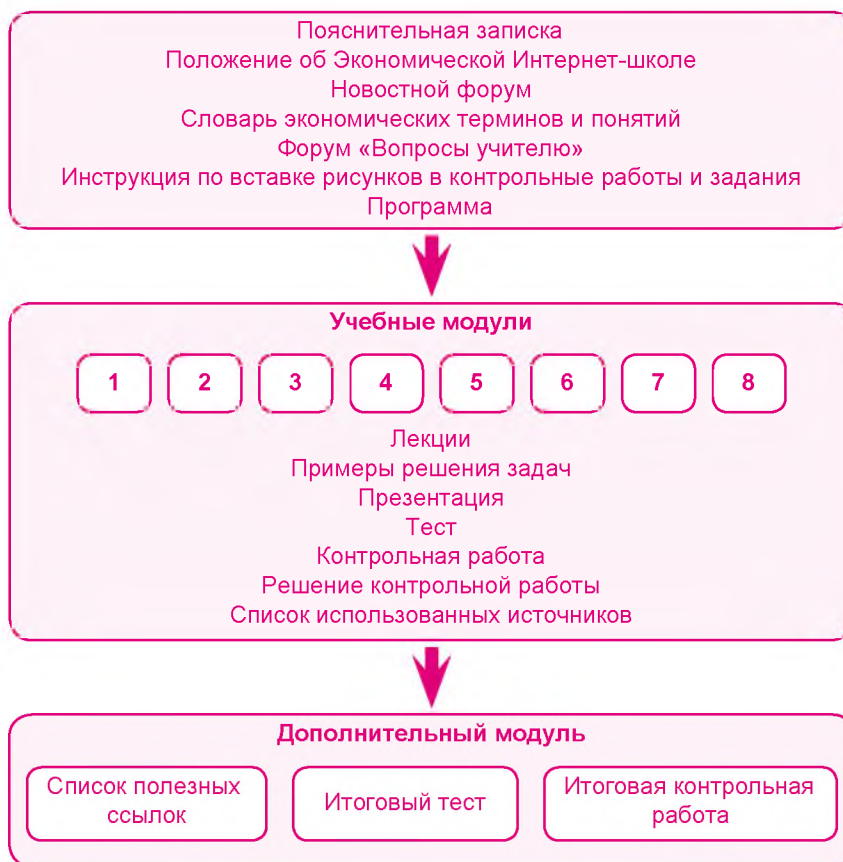 Пояснительная записка
Положение об Экономической Интернет-школе
Новостной форум
Словарь экономических терминов и понятий
Форум «Вопросы учителю»
Инструкция по вставке рисунков в контрольные работы и задания
Программа
Учебные модули
1 2 3 4 5 6 7 8
Лекции
Примеры решения задач
Презентация
Тест
Контрольная работа
Решение контрольной работы
Список использованных источников
Дополнительный модуль
Список полезных
ссылок
Итоговый тест
Итоговая контрольная
работа